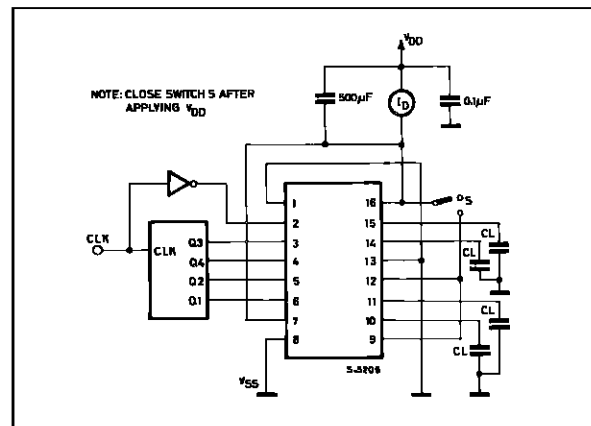 VDD
NOTE: CLOSE SWITCH S AFTER
APPLYING VDD
500µF
ID
0.1µF
S
CLK
CLK
Q3
Q4
Q2
Q1
1
2
3
4
5
6
7
8
16
15
14
13
12
11
10
9
CL
CL
CL
CL
VSS
S-5206